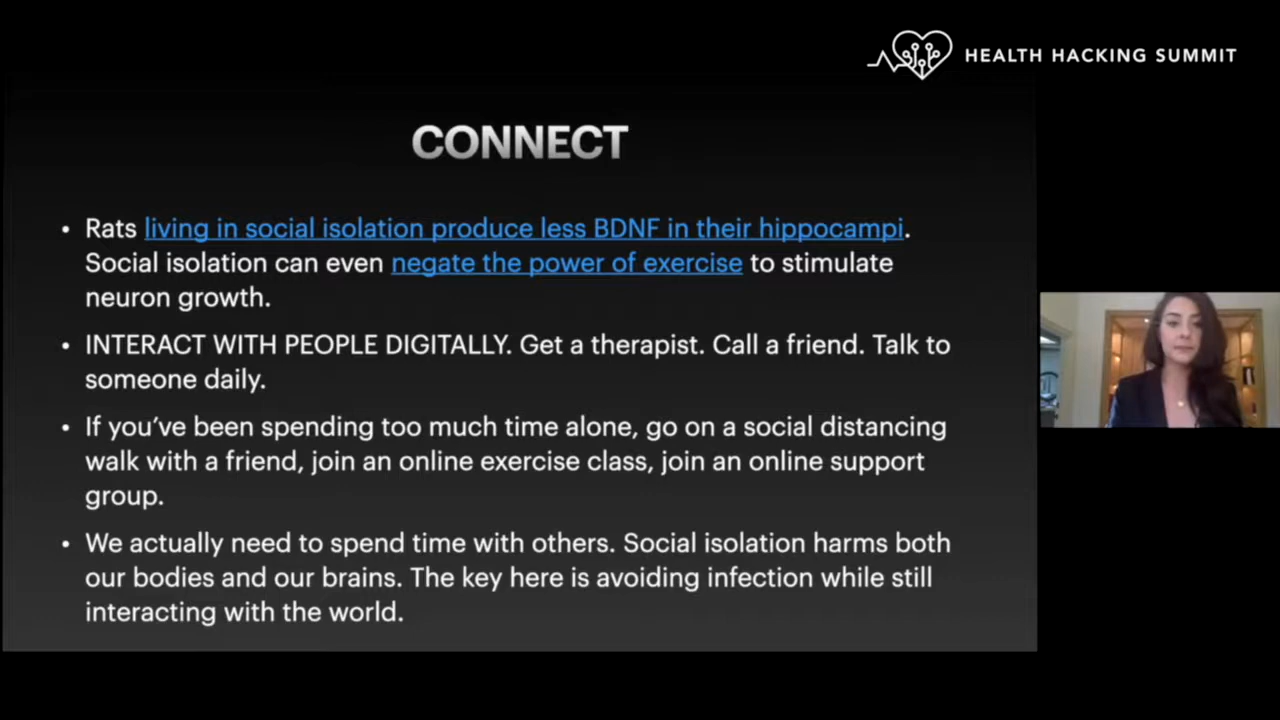 HEALTH HACKING SUMMIT
CONNECT
• Rats living in social isolation produce less BDNF in their hippocampi.
Social isolation can even negate the power of exercise to stimulate
neuron growth.
• INTERACT WITH PEOPLE DIGITALLY. Get a therapist. Call a friend. Talk to
someone daily.
• If you’ve been spending too much time alone, go on a social distancing
walk with a friend, join an online exercise class, join an online support
group.
• We actually need to spend time with others. Social isolation harms both
our bodies and our brains. The key here is avoiding infection while still
interacting with the world.